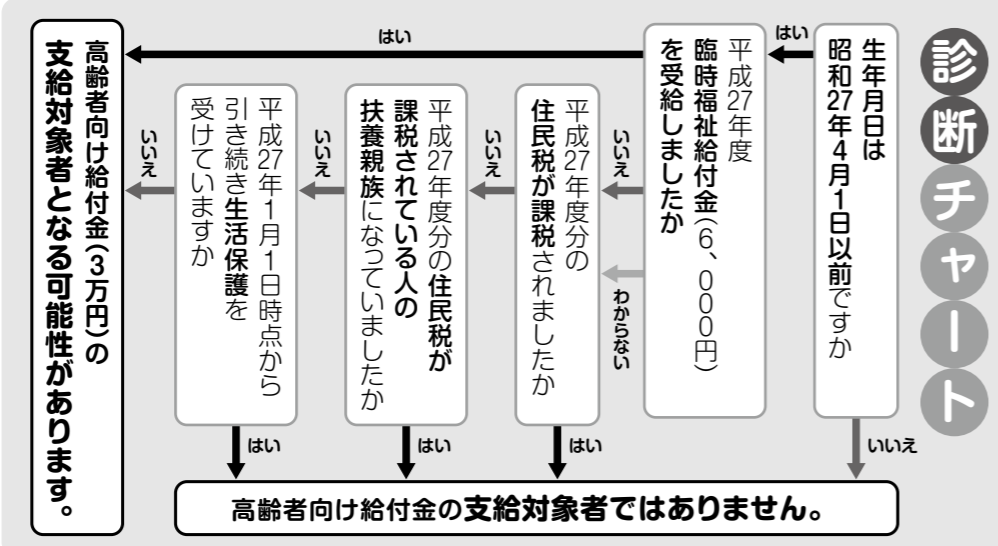 診断チャート
生年月日は
昭和27年4月1日以前ですか
はい
いいえ
平成27年度
臨時福祉給付金(6、000円)
を受給しましたか
はい
いいえ
わからない
平成27年度分の
住民税が課税されましたか
いいえ
はい
平成27年度分の住民税が
課税されている人の
扶養親族になっていましたか
いいえ
はい
平成27年1月1日時点から
引き続き生活保護を
受けていますか
いいえ
はい
高齢者向け給付金(3万円)の
支給対象者となる可能性があります。
高齢者向け給付金の支給対象者ではありません。